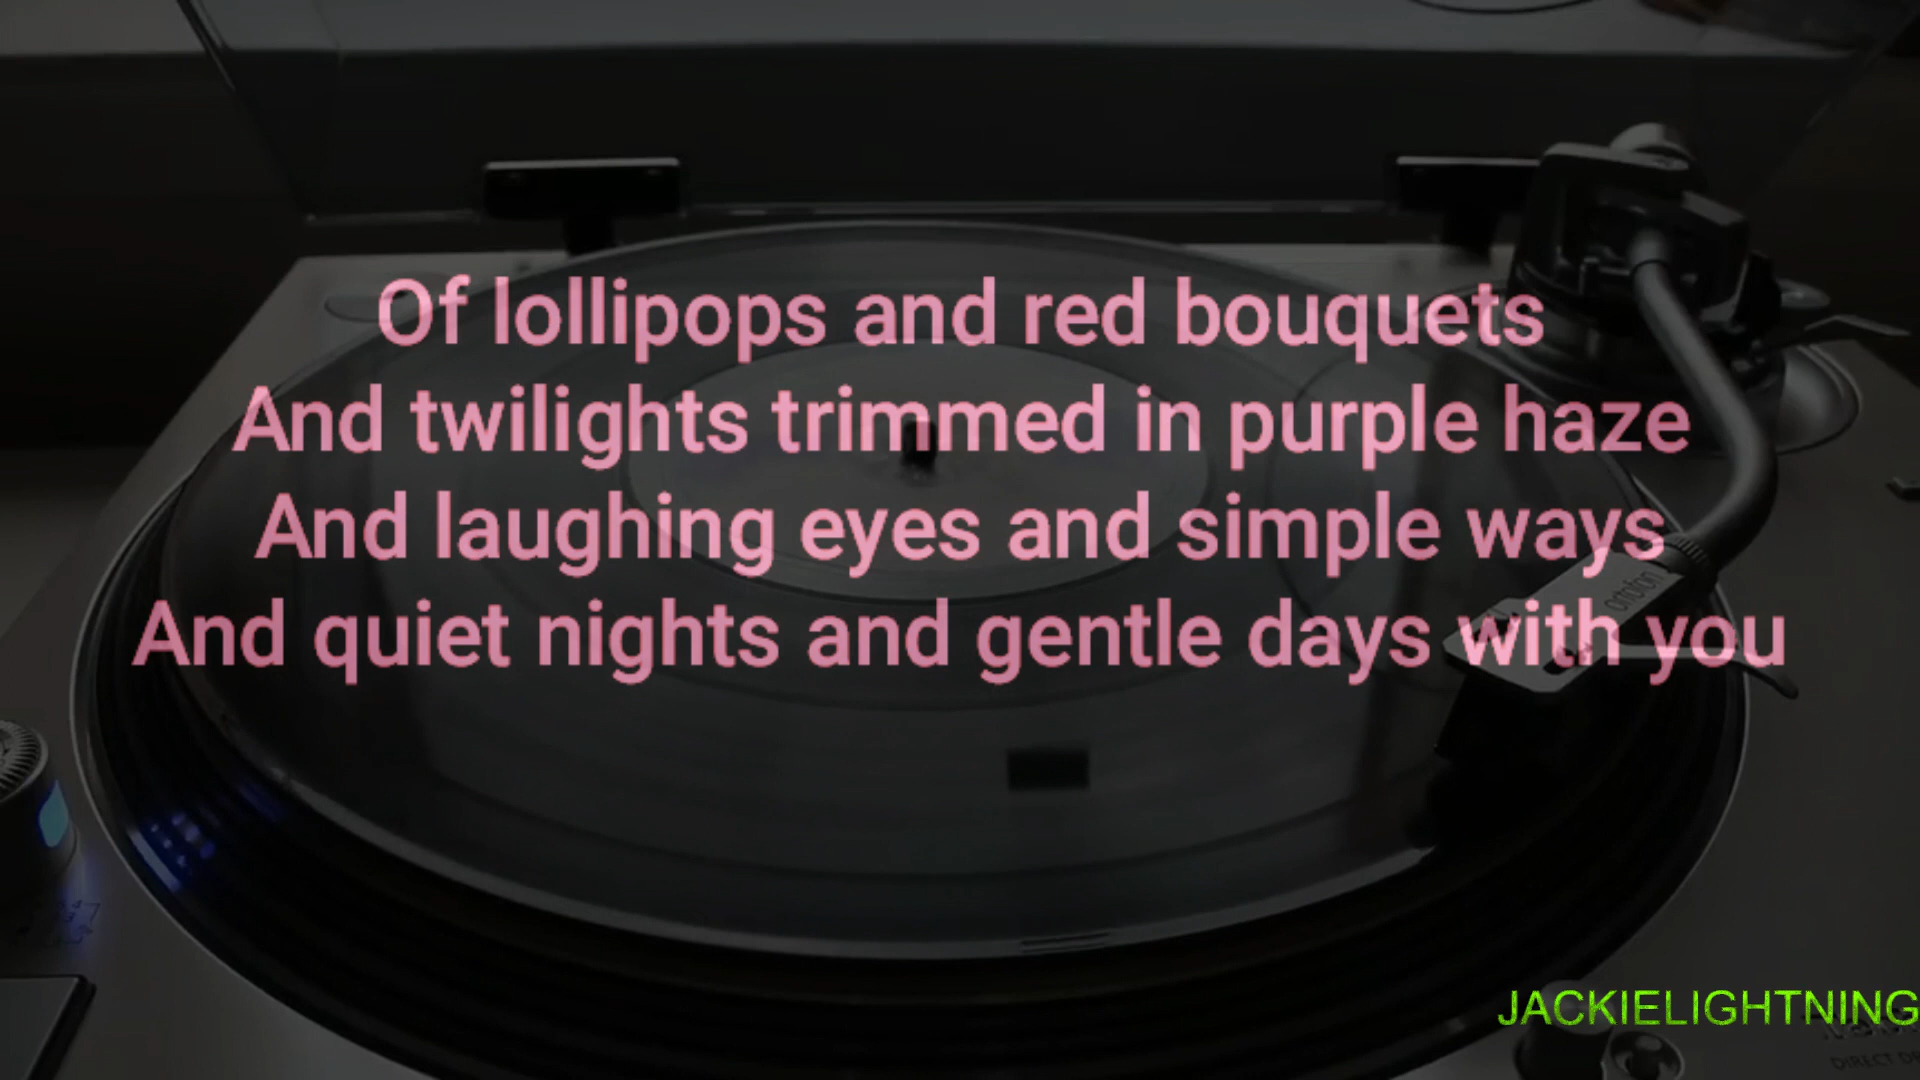 Of lollipops and red bouquets
And twilights trimmed in purple haze
And laughing eyes and simple ways
And quiet nights and gentle days with you
ortofon
JACKIELIGHTNING